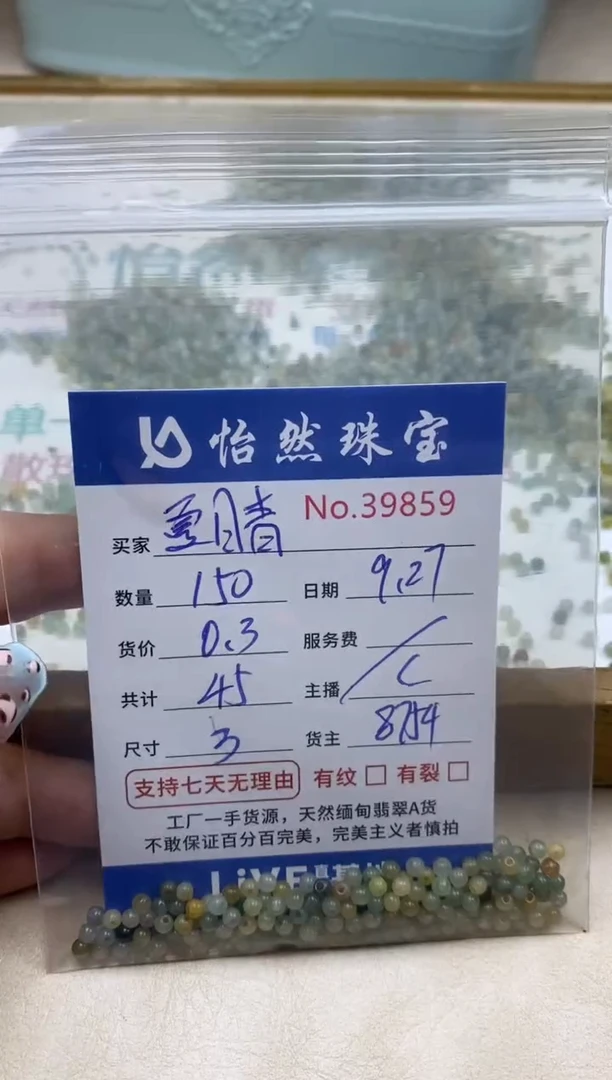 怡然珠宝
No.39859
买家
数量 150 日期 9.27
货价 0.3 服务费 /
共计 45 主播 C
尺寸 3 货主
支持七天无理由 有纹 有裂
工厂一手货源，天然缅甸翡翠A货
不敢保证百分百完美，完美主义者慎拍
LiVE